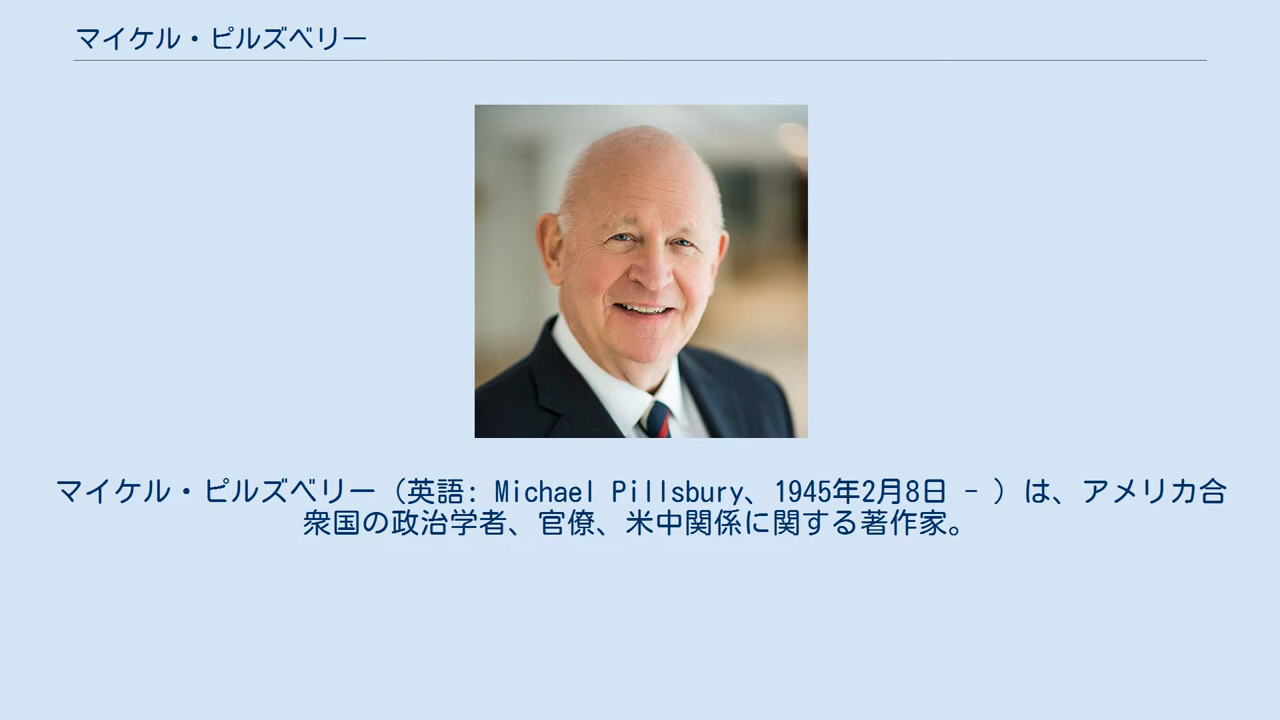 マイケル・ピルズベリー
マイケル・ピルズベリー（英語: Michael Pillsbury、1945年2月8日 - ）は、アメリカ合
衆国の政治学者、官僚、米中関係に関する著作家。